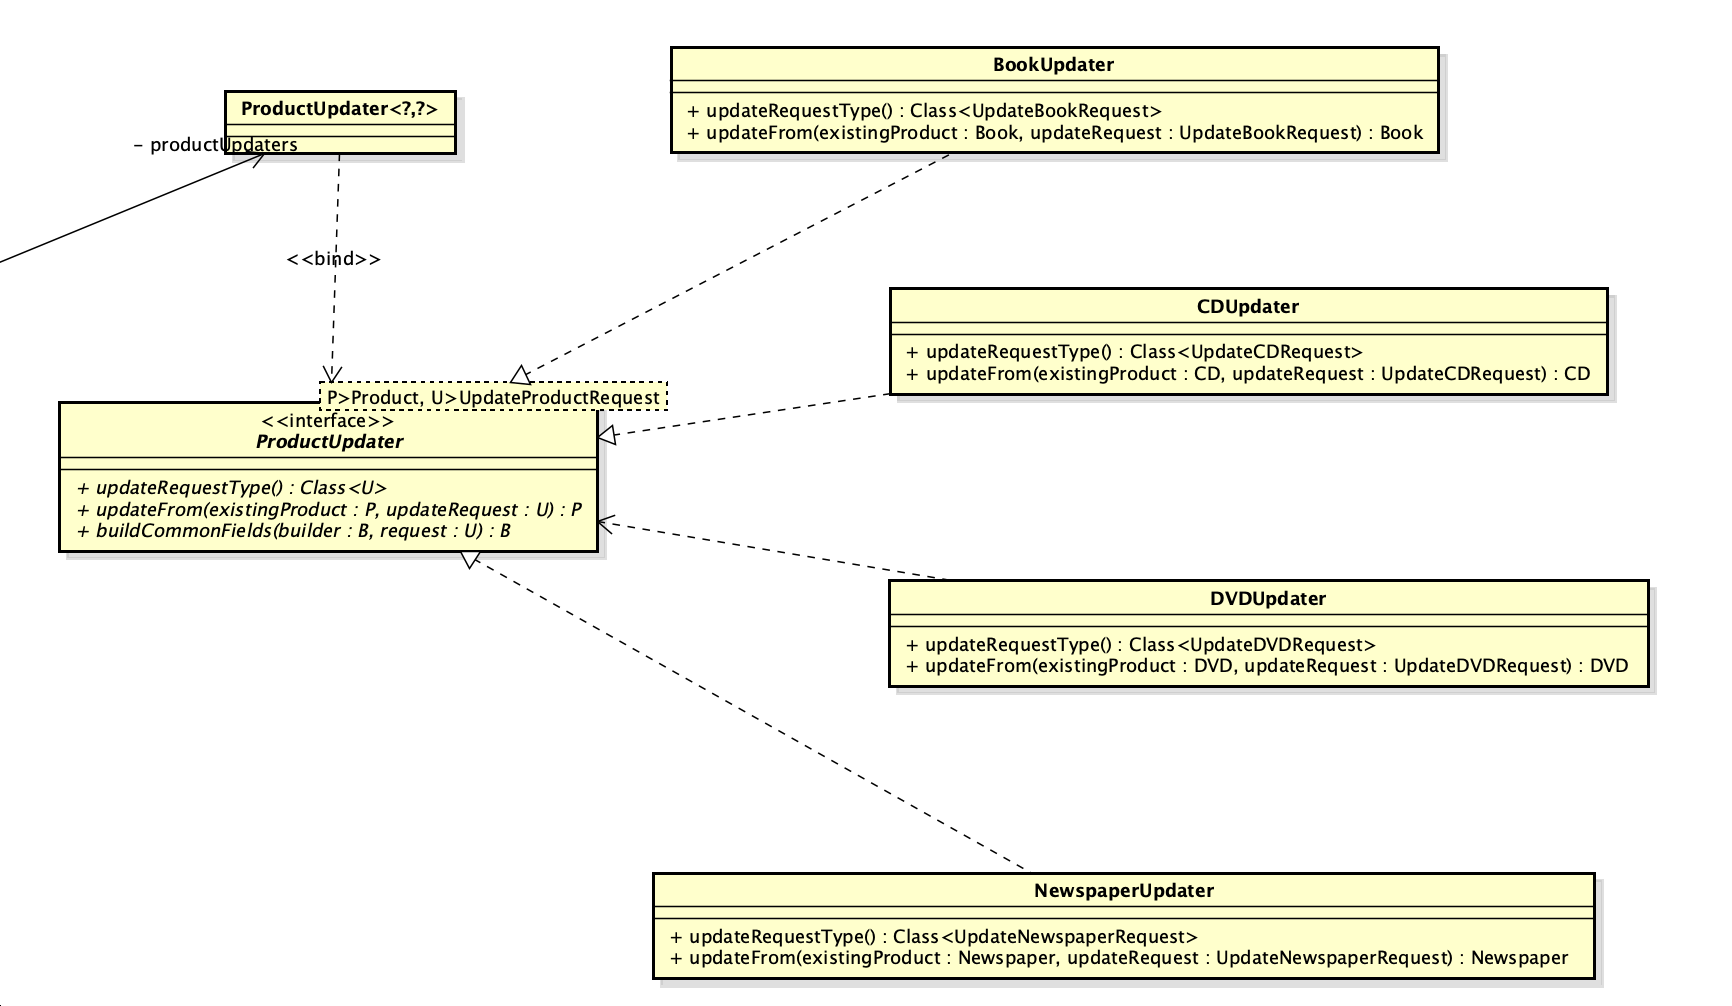 BookUpdater
+ updateRequestType() : Class<UpdateBookRequest>
+ updateFrom(existingProduct : Book, updateRequest : UpdateBookRequest) : Book
ProductUpdater<?,?>
- productUpdaters
<<bind>>
CDUpdater
+ updateRequestType() : Class<UpdateCDRequest>
+ updateFrom(existingProduct : CD, updateRequest : UpdateCDRequest) : CD
P>Product, U>UpdateProductRequest
<<interface>>
ProductUpdater
+ updateRequestType() : Class<U>
+ updateFrom(existingProduct : P, updateRequest : U) : P
+ buildCommonFields(builder : B, request : U) : B
DVDUpdater
+ updateRequestType() : Class<UpdateDVDRequest>
+ updateFrom(existingProduct : DVD, updateRequest : UpdateDVDRequest) : DVD
NewspaperUpdater
+ updateRequestType() : Class<UpdateNewspaperRequest>
+ updateFrom(existingProduct : Newspaper, updateRequest : UpdateNewspaperRequest) : Newspaper